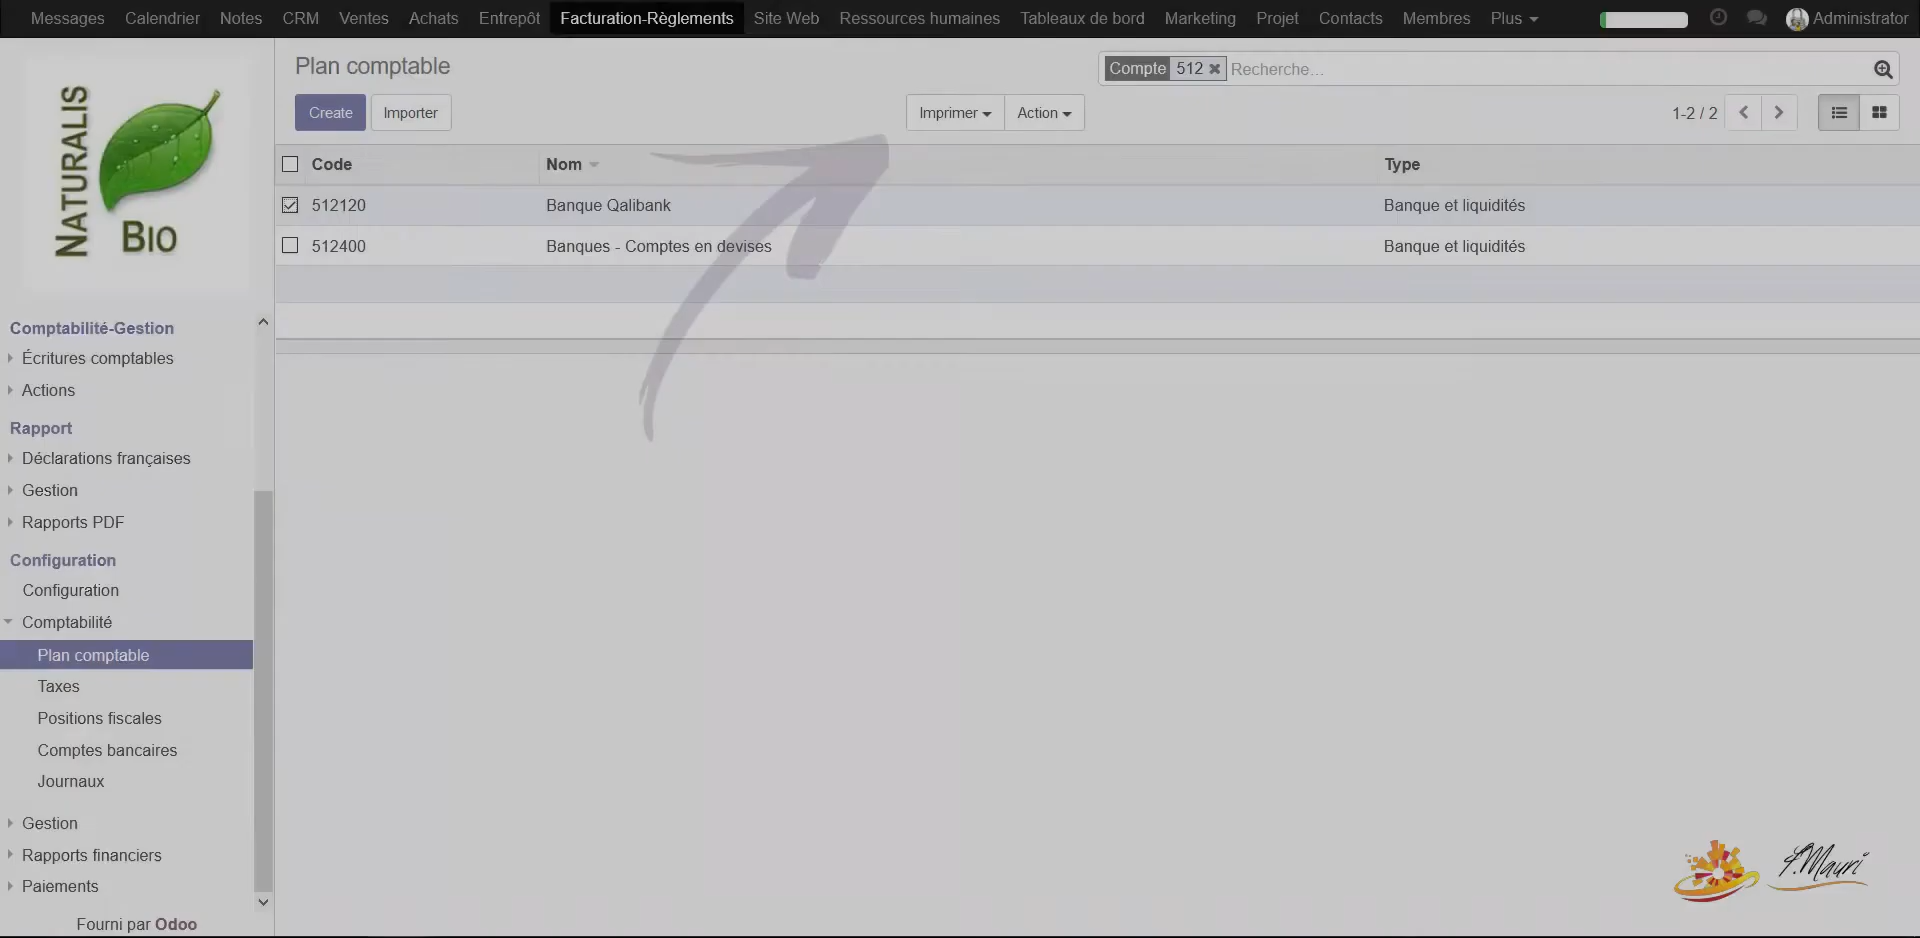 Messages Calendrier Notes CRM Ventes Achats Entrepôt Facturation-Règlements Site Web Ressources humaines Tableaux de bord Marketing Projet Contacts Membres Plus Administrator
NATURALIS
BIO
Plan comptable
Compte 512 Recherche...
Create Importer
Imprimer Action
1-2 / 2
Code Nom Type
512120 Banque Qalibank Banque et liquidités
512400 Banques - Comptes en devises Banque et liquidités
Comptabilité-Gestion
Écritures comptables
Actions
Rapport
Déclarations françaises
Gestion
Rapports PDF
Configuration
Configuration
Comptabilité
Plan comptable
Taxes
Positions fiscales
Comptes bancaires
Journaux
Gestion
Rapports financiers
Paiements
Fourni par Odoo
F.Mauri